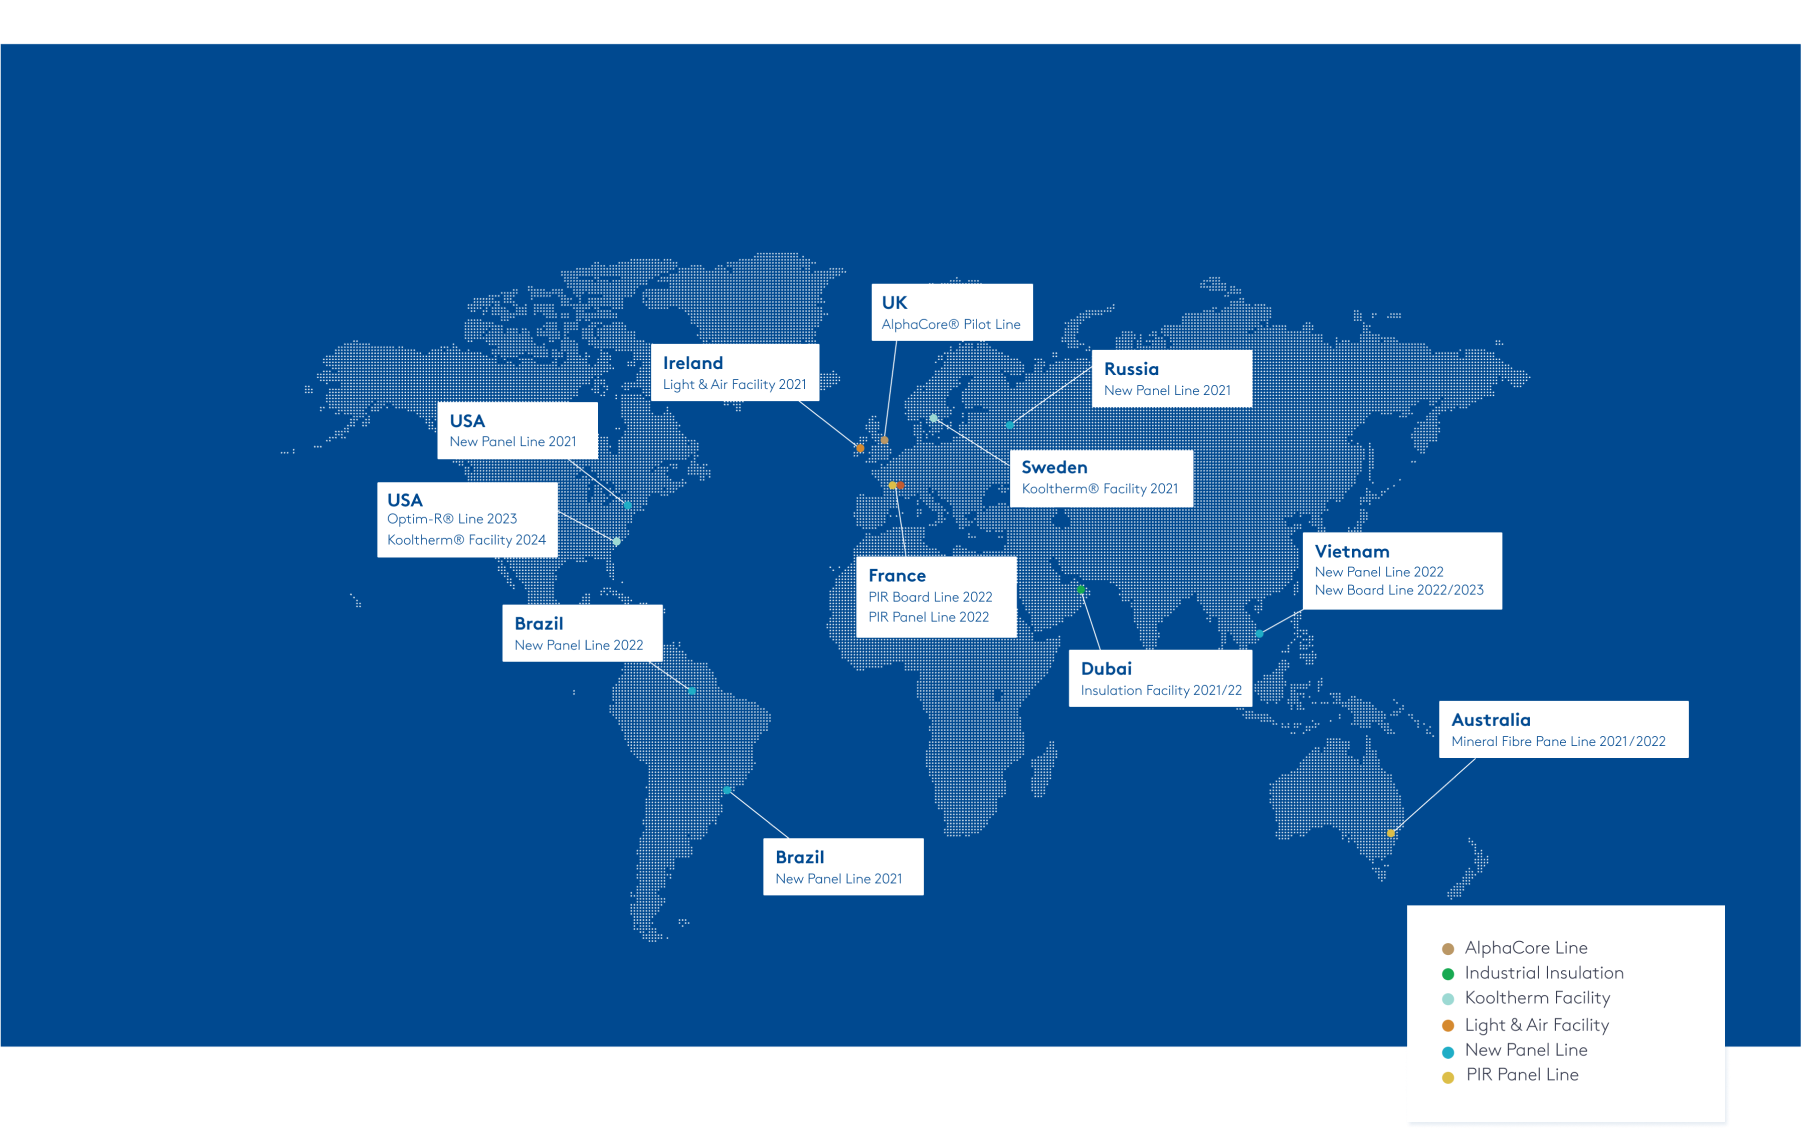 UK
AlphaCore® Pilot Line
Ireland
Light & Air Facility 2021
Russia
New Panel Line 2021
USA
New Panel Line 2021
Sweden
Kooltherm® Facility 2021
USA
Optim-R® Line 2023
Kooltherm® Facility 2024
Vietnam
New Panel Line 2022
New Board Line 2022/2023
France
PIR Board Line 2022
PIR Panel Line 2022
Brazil
New Panel Line 2022
Dubai
Insulation Facility 2021/22
Australia
Mineral Fibre Pane Line 2021/2022
Brazil
New Panel Line 2021
AlphaCore Line
Industrial Insulation
Kooltherm Facility
Light & Air Facility
New Panel Line
PIR Panel Line